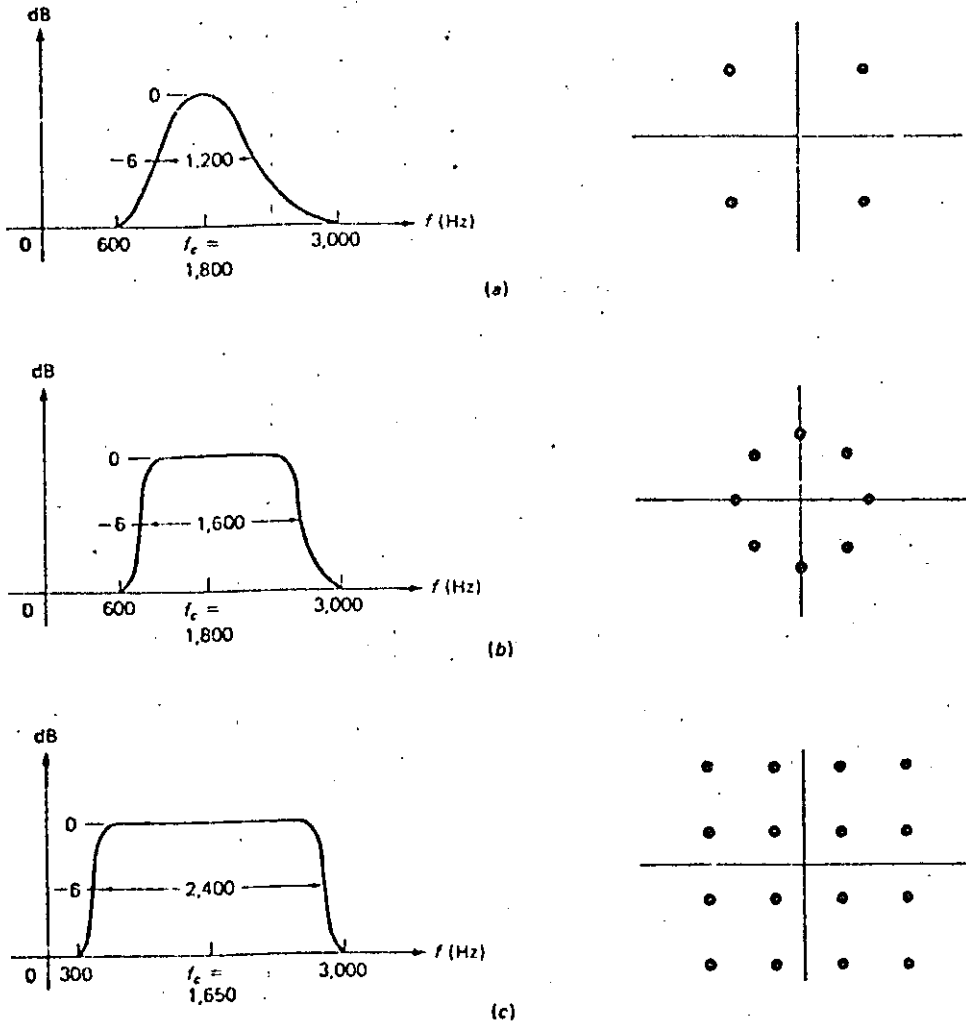 dB
0
-6
1,200
f (Hz)
0
600
f_c =
1,800
3,000
(a)
dB
0
-6
1,600
f (Hz)
0
600
f_c =
1,800
3,000
(b)
dB
0
-6
2,400
f (Hz)
0
300
f_c =
1,650
3,000
(c)